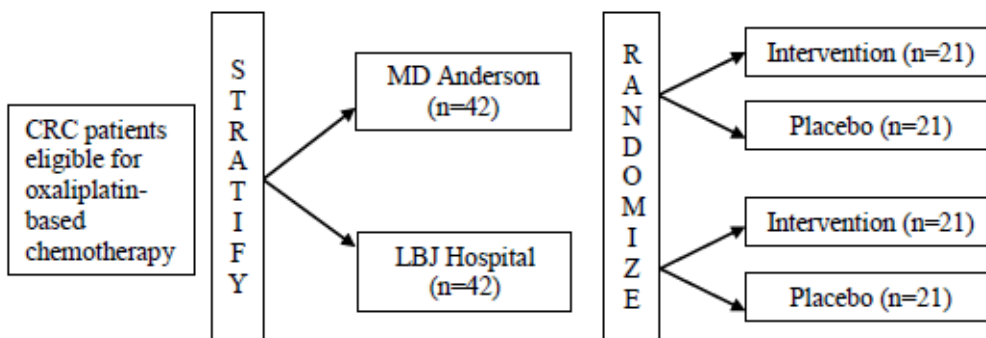 CRC patients
eligible for
oxaliplatin-
based
chemotherapy
S
T
R
A
T
I
F
Y
MD Anderson
(n=42)
LBJ Hospital
(n=42)
R
A
N
D
O
M
I
Z
E
Intervention (n=21)
Placebo (n=21)
Intervention (n=21)
Placebo (n=21)